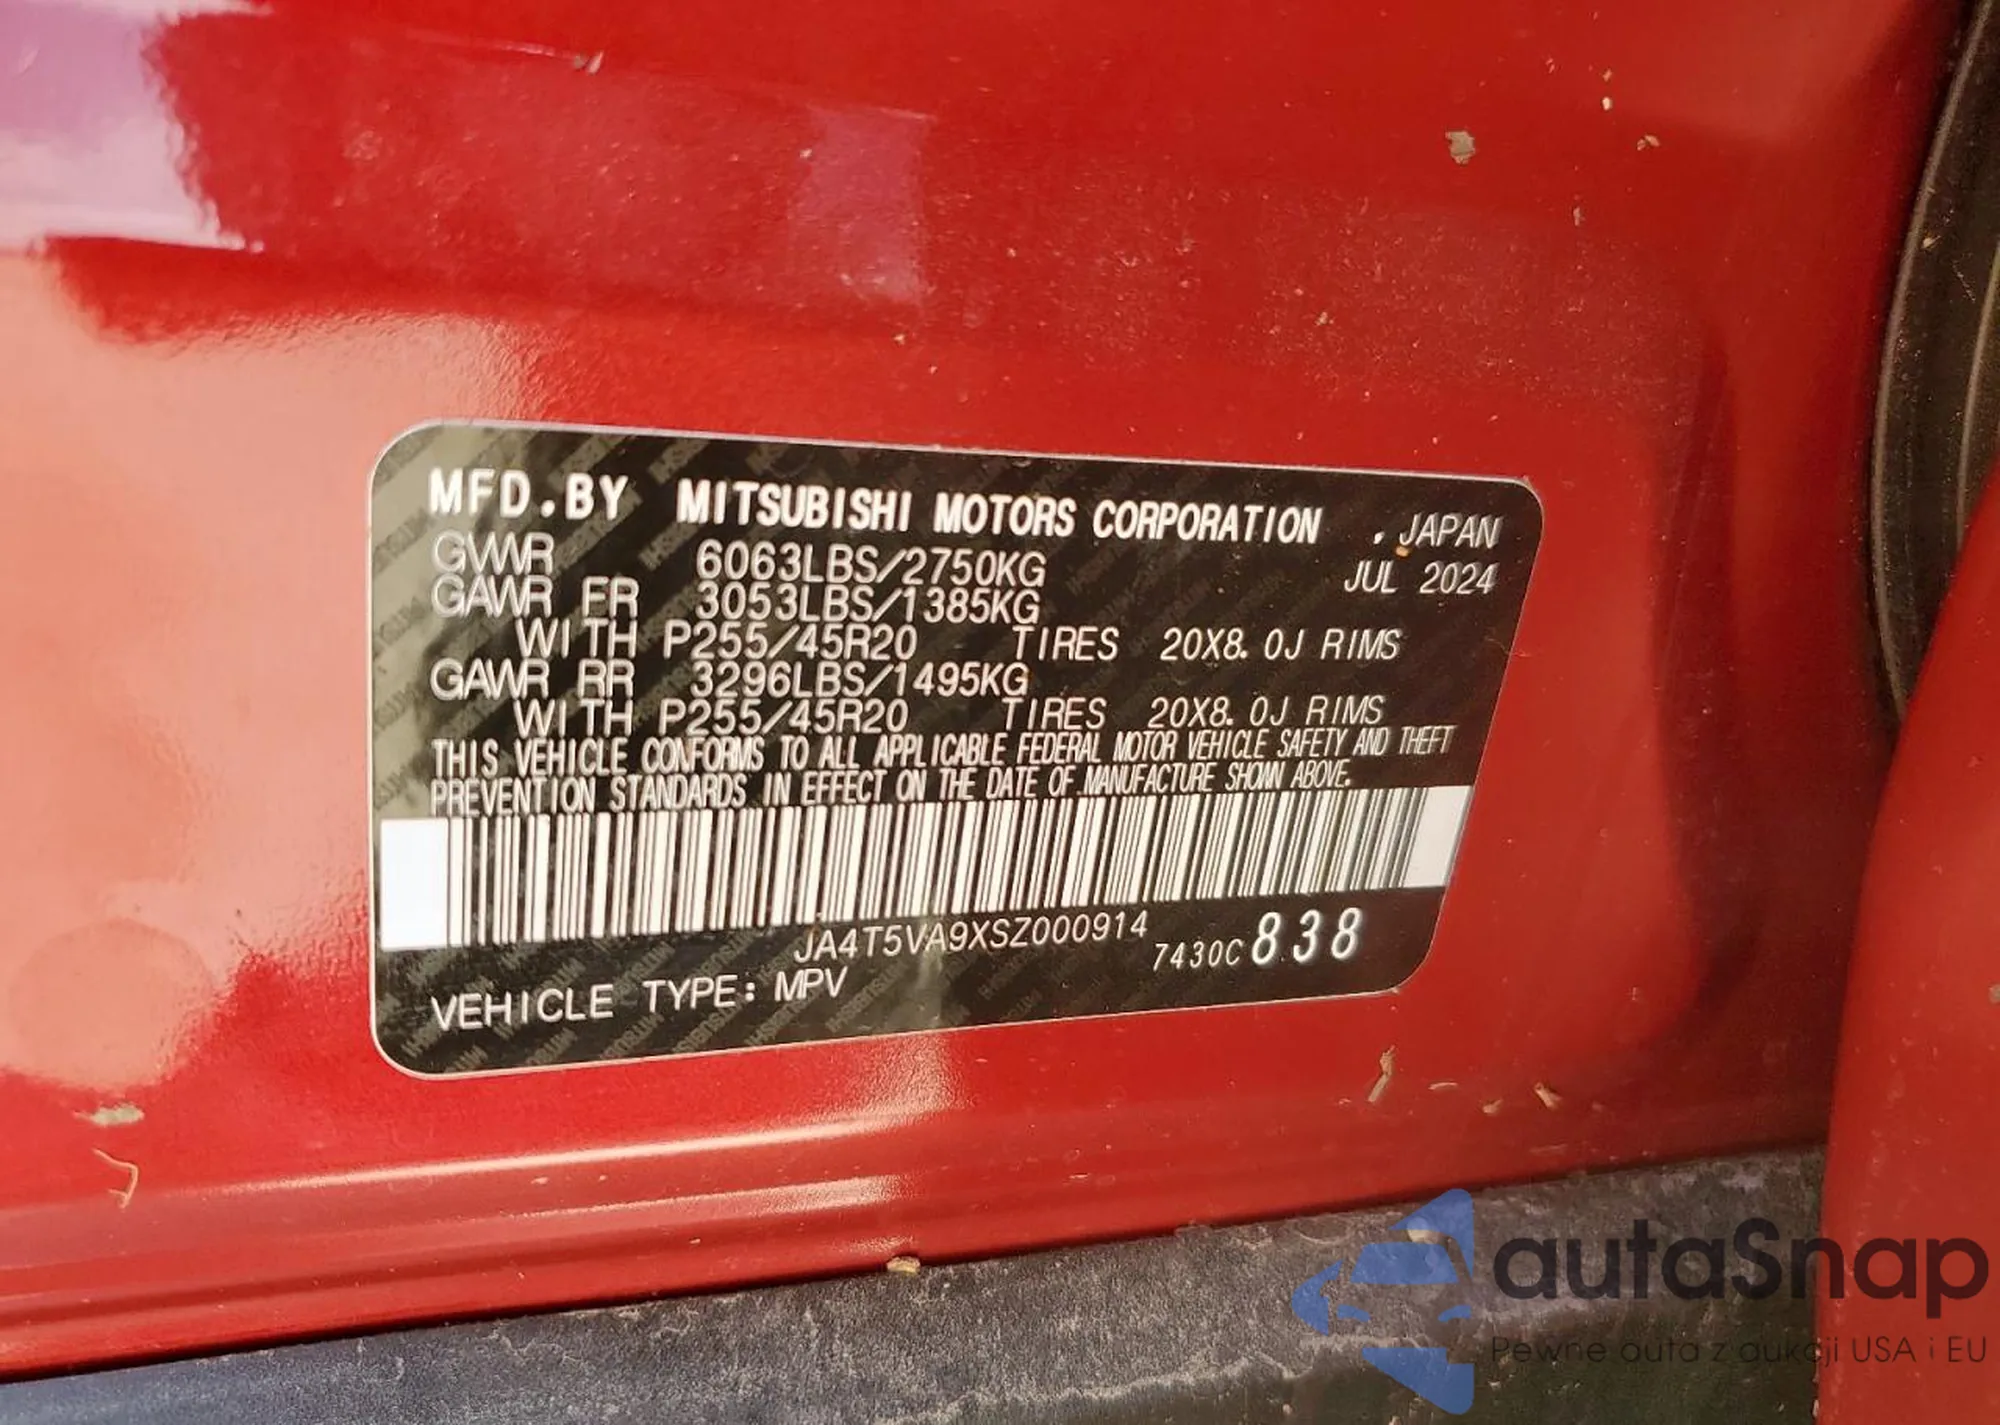 MFD.BY MITSUBISHI MOTORS CORPORATION . JAPAN
GVWR 6063LBS/2750KG JUL 2024
GAWR FR 3053LBS/1385KG
WITH P255/45R20 TIRES 20X8.0J RIMS
GAWR RR 3296LBS/1495KG
WITH P255/45R20 TIRES 20X8.0J RIMS
THIS VEHICLE CONFORMS TO ALL APPLICABLE FEDERAL MOTOR VEHICLE SAFETY AND THEFT
PREVENTION STANDARDS IN EFFECT ON THE DATE OF MANUFACTURE SHOWN ABOVE.
JA4T5VA9XSZ000914 7430C 838
VEHICLE TYPE: MPV
autaSnap
Pewne auta z aukcji USA i EU